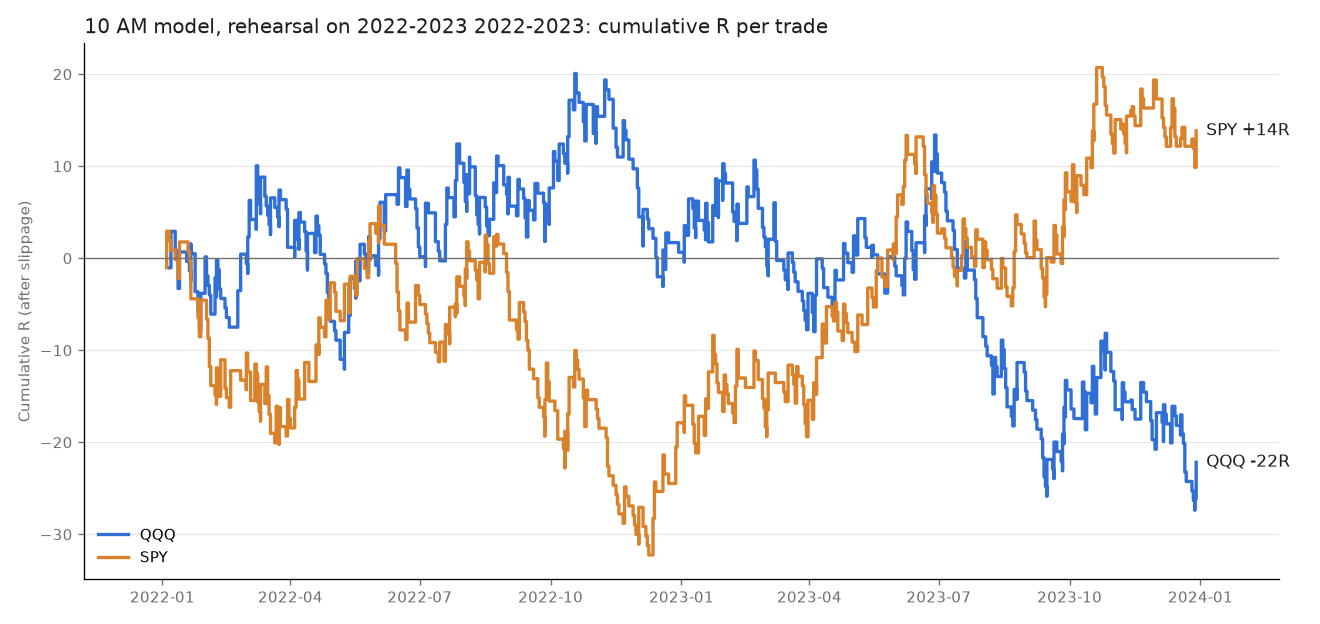 10 AM model, rehearsal on 2022-2023 2022-2023: cumulative R per trade
Cumulative R (after slippage)
20
10
0
−10
−20
−30
SPY +14R
QQQ -22R
QQQ
SPY
2022-01
2022-04
2022-07
2022-10
2023-01
2023-04
2023-07
2023-10
2024-01